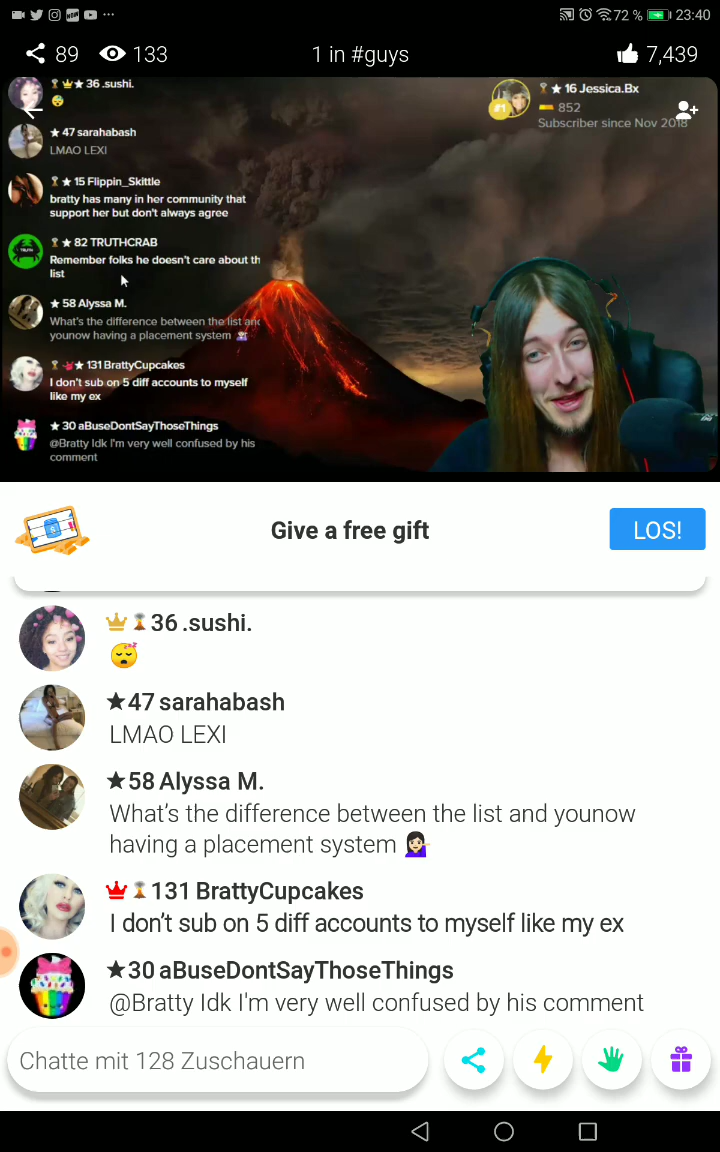 72 % 23:40
89 133 1 in #guys 7,439
36 .sushi.
47 sarahabash
LMAO LEXI
15 Flippin_Skittle
bratty has many in her community that
support her but don't always agree
82 TRUTHCRAB
Remember folks he doesn't care about th
list
58 Alyssa M.
What's the difference between the list and
younow having a placement system
131 BrattyCupcakes
I don't sub on 5 diff accounts to myself
like my ex
30 aBuseDontSayThoseThings
@Bratty Idk I'm very well confused by his
comment
16 Jessica.Bx
#1
852
Subscriber since Nov 2018
Give a free gift
LOS!
36 .sushi.
47 sarahabash
LMAO LEXI
58 Alyssa M.
What's the difference between the list and younow
having a placement system
131 BrattyCupcakes
I don't sub on 5 diff accounts to myself like my ex
30 aBuseDontSayThoseThings
@Bratty Idk I'm very well confused by his comment
Chatte mit 128 Zuschauern